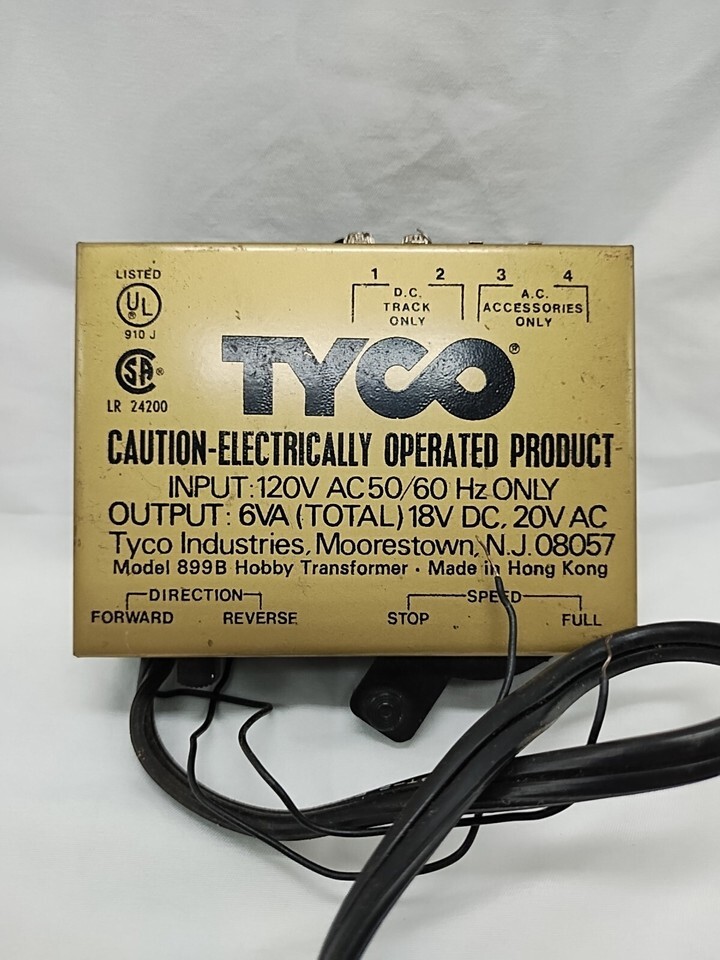 LISTED
UL ®
910 J
SA ®
LR 24200
1 2 3 4
D.C. TRACK ONLY
A.C. ACCESSORIES ONLY
TYCO®
CAUTION-ELECTRICALLY OPERATED PRODUCT
INPUT: 120V AC 50/60 Hz ONLY
OUTPUT: 6VA (TOTAL) 18V DC, 20V AC
Tyco Industries, Moorestown, N.J. 08057
Model 899B Hobby Transformer · Made in Hong Kong
DIRECTION
FORWARD REVERSE
SPEED
STOP FULL